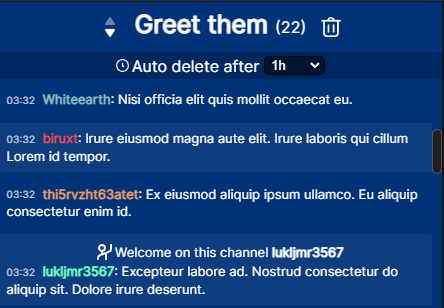 Greet them (22)
Auto delete after 1h
03:32 Whiteearth: Nisi officia elit quis mollit occaecat eu.
03:32 biruxt: Irure eiusmod magna aute elit. Irure laboris qui cillum
Lorem id tempor.
03:32 thi5rvzht63atet: Ex eiusmod aliquip ipsum ullamco. Eu aliquip
consectetur enim id.
Welcome on this channel lukljmr3567
03:32 lukljmr3567: Excepteur labore ad. Nostrud consectetur do
aliquip sit. Dolore irure deserunt.